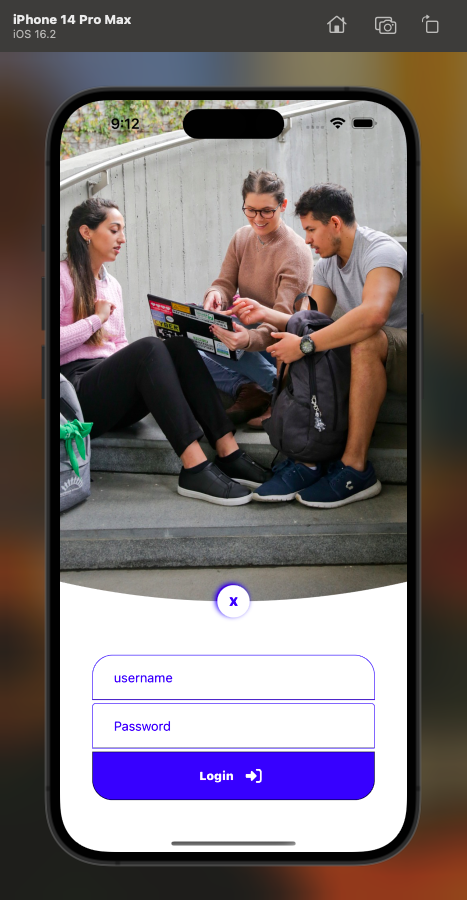 iPhone 14 Pro Max
iOS 16.2
9:12
X
username
Password
Login